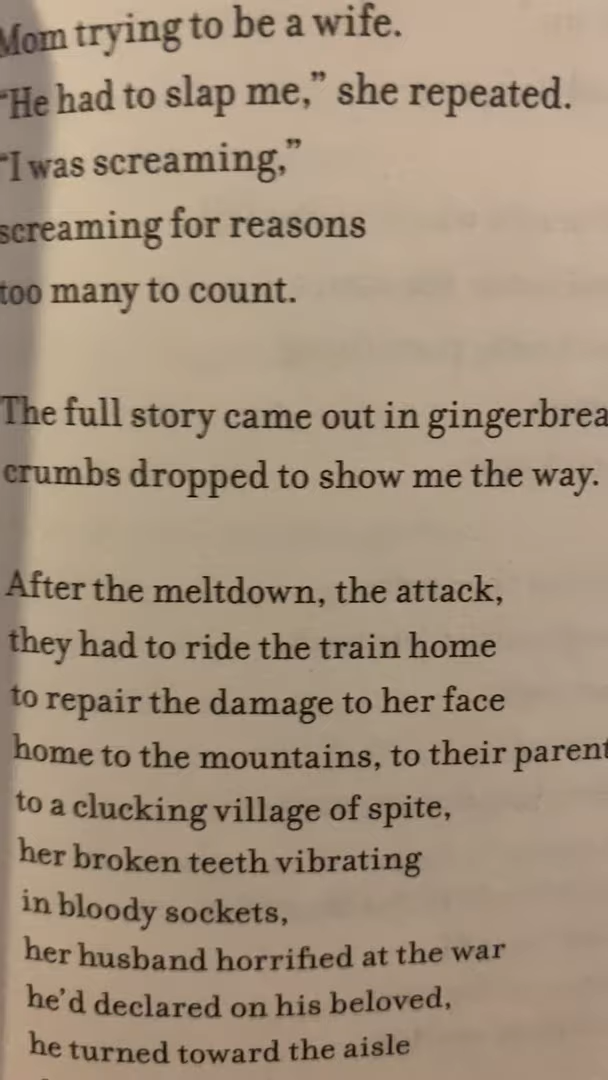 Mom trying to be a wife.
“He had to slap me,” she repeated.
“I was screaming,”
screaming for reasons
too many to count.
The full story came out in gingerbrea
crumbs dropped to show me the way.
After the meltdown, the attack,
they had to ride the train home
to repair the damage to her face
home to the mountains, to their parent
to a clucking village of spite,
her broken teeth vibrating
in bloody sockets,
her husband horrified at the war
he’d declared on his beloved,
he turned toward the aisle